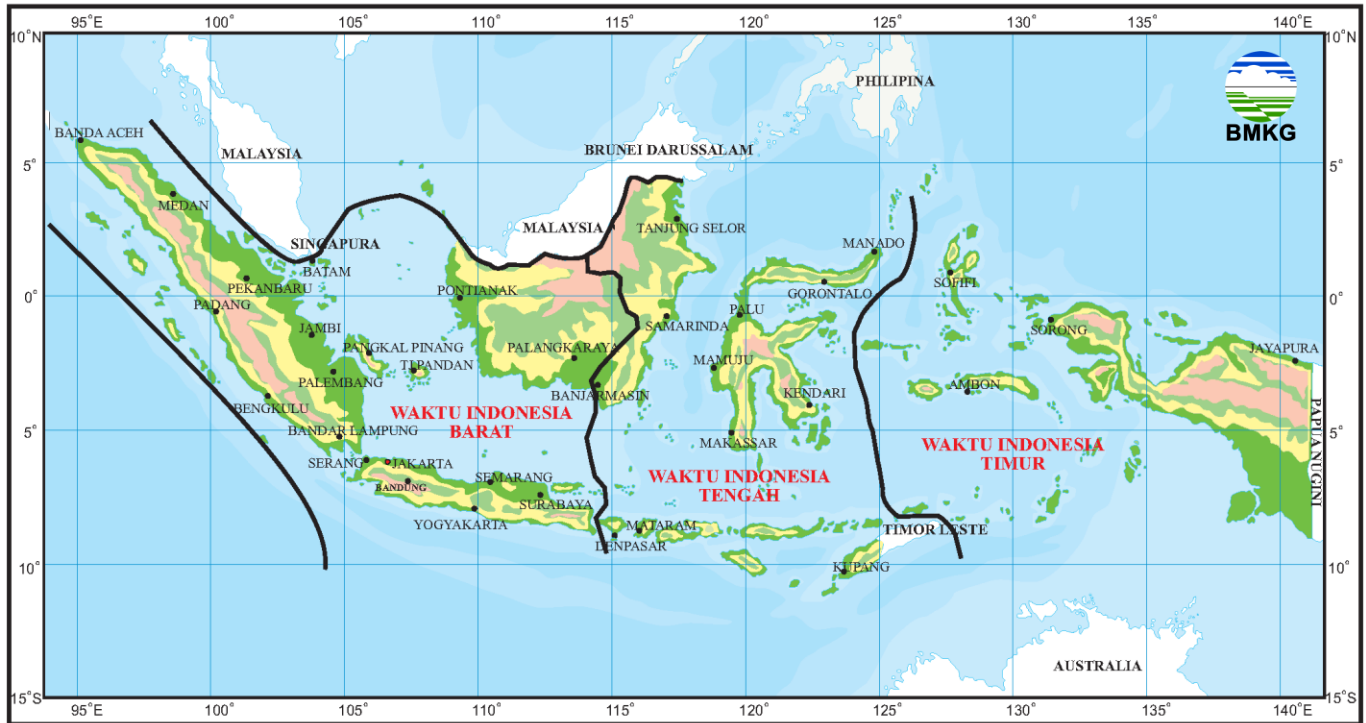 95°E 100° 105° 110° 115° 120° 125° 130° 135° 140°E
10°N 10°N
PHILIPINA
BMKG
BANDA ACEH
MALAYSIA
BRUNEI DARUSSALAM
5° 5°
MEDAN
TANJUNG SELOR
MALAYSIA
SINGAPURA
MANADO
BATAM
SOFIFI
PEKANBARU
PONTIANAK
GORONTALO
0° 0°
PADANG
PALU
JAMBI
SAMARINDA
SORONG
PANGKAL PINANG
PALANGKARAYA
JAYAPURA
TJ PANDAN
MAMUJU
PALEMBANG
BANJARMASIN
KENDARI
AMBON
BENGKULU
WAKTU INDONESIA
BARAT
BANDAR LAMPUNG
MAKASSAR
5° 5°
WAKTU INDONESIA
TIMUR
PAPUA NUGINI
SERANG
JAKARTA
SEMARANG
WAKTU INDONESIA
TENGAH
BANDUNG
SURABAYA
YOGYAKARTA
MATARAM
TIMOR LESTE
DENPASAR
KUPANG
10° 10°
AUSTRALIA
15°S 15°S
95°E 100° 105° 110° 115° 120° 125° 130° 135° 140°E